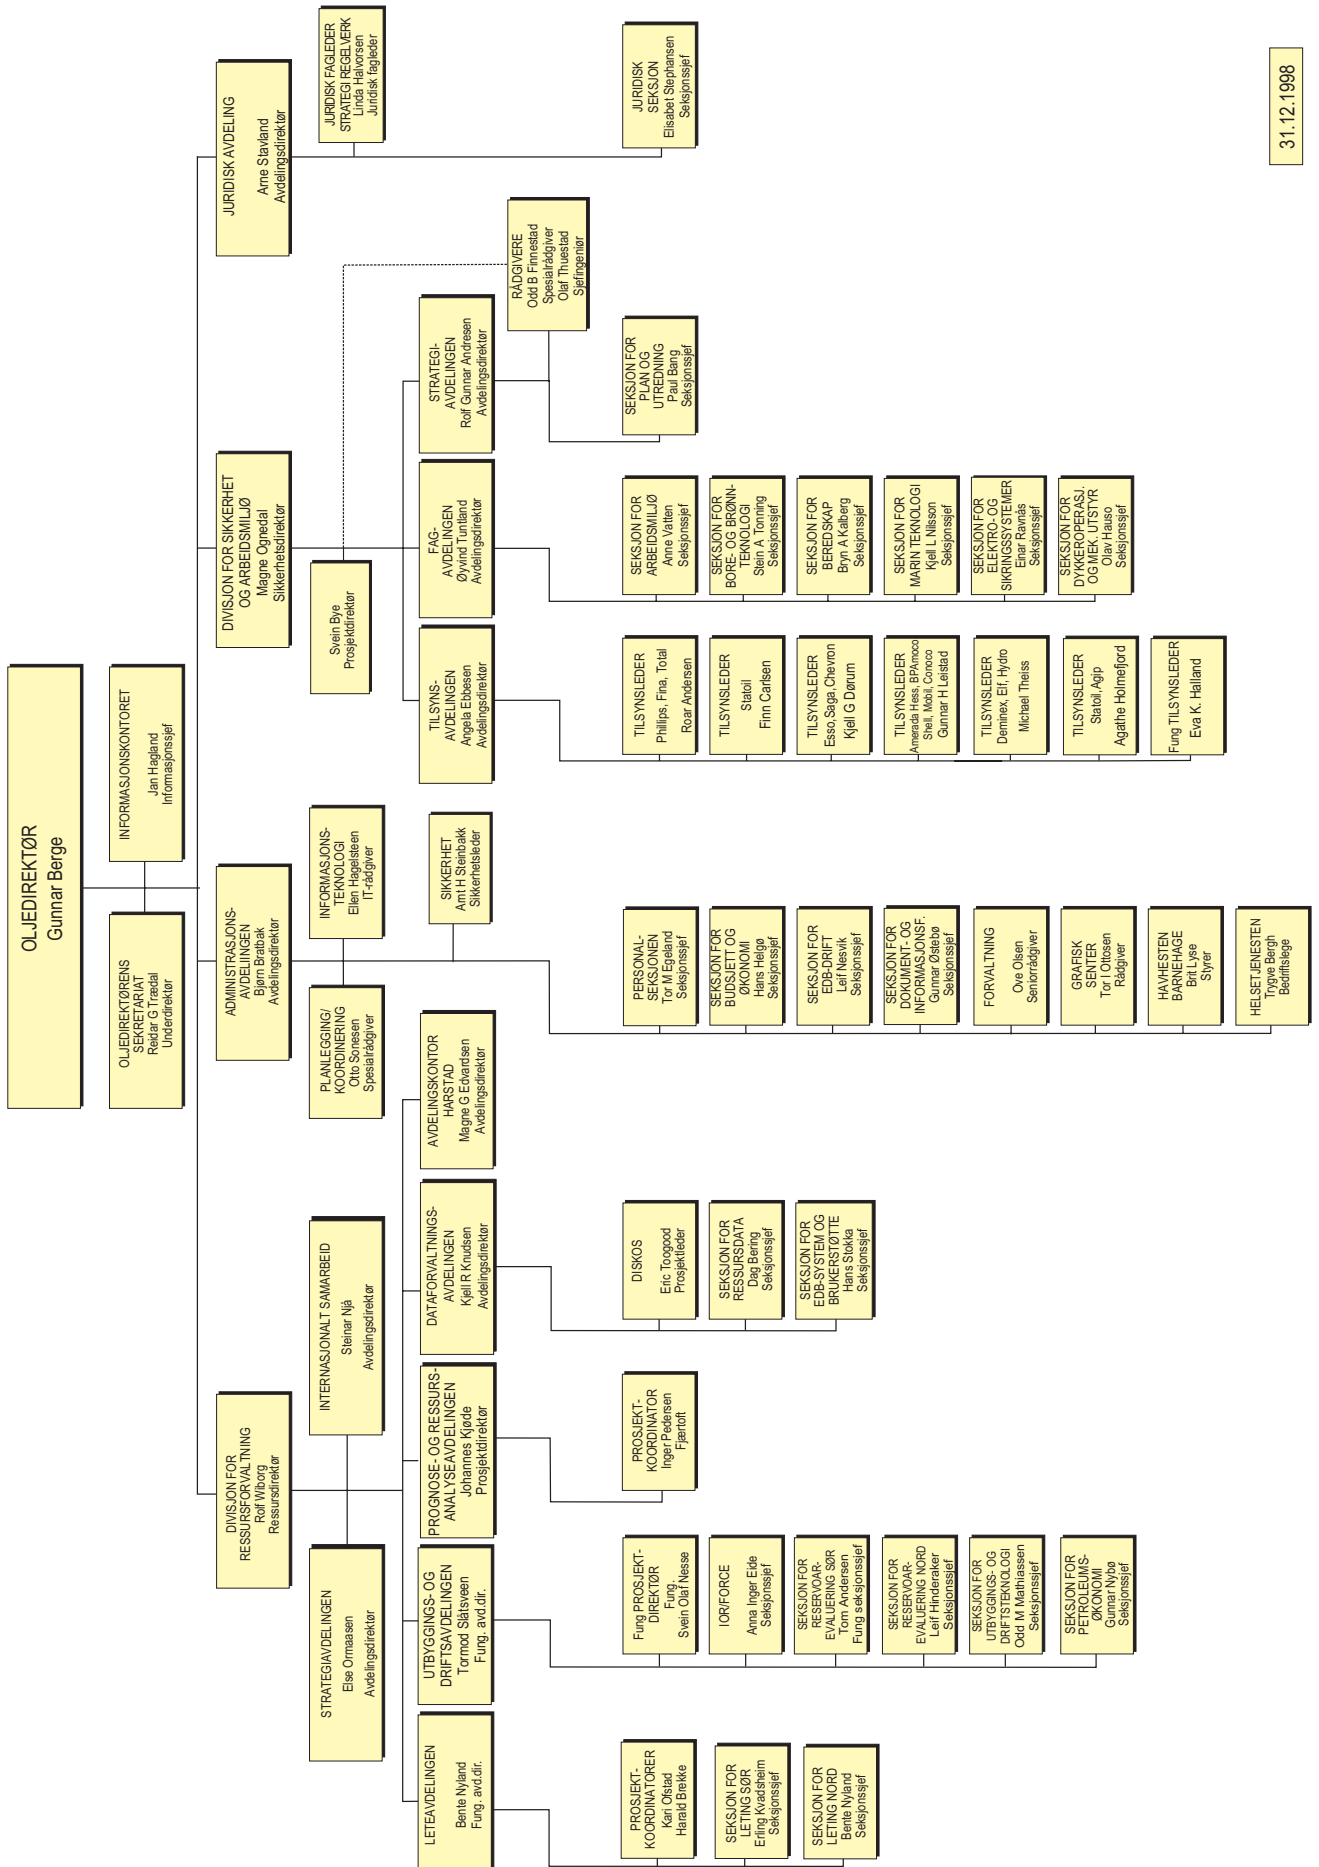 OLJEDIREKTØR
Gunnar Berge
OLJEDIREKTØRENS
SEKRETARIAT
Reidar G Trædal
Underdirektør
INFORMASJONSKONTORET
Jan Hagland
Informasjonssjef
DIVISJON FOR
RESSURSFORVALTNING
Rolf Wiborg
Ressursdirektør
ADMINISTRASJONS-
AVDELINGEN
Bjørn Bratbak
Avdelingsdirektør
DIVISJON FOR SIKKERHET
OG ARBEIDSMILJØ
Magne Ognedal
Sikkerhetsdirektør
JURIDISK AVDELING
Arne Stavland
Avdelingsdirektør
STRATEGIAVDELINGEN
Else Ormaasen
Avdelingsdirektør
INTERNASJONALT SAMARBEID
Steinar Njå
Avdelingsdirektør
PLANLEGGING/
KOORDINERING
Otto Sonesen
Spesialrådgiver
INFORMASJONS-
TEKNOLOGI
Ellen Hagelsteen
IT-rådgiver
Svein Bye
Prosjektdirektør
JURIDISK FAGLEDER
STRATEGI REGELVERK
Linda Halvorsen
Juridisk fagleder
LETEAVDELINGEN
Bente Nyland
Fung. avd.dir.
UTBYGGINGS- OG
DRIFTSAVDELINGEN
Tormod Slåtsveen
Fung. avd.dir.
PROGNOSE- OG RESSURS-
ANALYSEAVDELINGEN
Johannes Kjøde
Prosjektdirektør
DATAFORVALTNINGS-
AVDELINGEN
Kjell R Knudsen
Avdelingsdirektør
AVDELINGSKONTOR
HARSTAD
Magne G Edvardsen
Avdelingsdirektør
SIKKERHET
Arnt H Steinbakk
Sikkerhetsleder
TILSYNS-
AVDELINGEN
Angela Ebbesen
Avdelingsdirektør
FAG-
AVDELINGEN
Øyvind Tuntland
Avdelingsdirektør
STRATEGI-
AVDELINGEN
Rolf Gunnar Andresen
Avdelingsdirektør
RÅDGIVERE
Odd B Finnestad
Spesialrådgiver
Olaf Thuestad
Sjefingeniør
PROSJEKT-
KOORDINATORER
Kari Ofstad
Harald Brekke
SEKSJON FOR
LETING SØR
Erling Kvadsheim
Seksjonssjef
SEKSJON FOR
LETING NORD
Bente Nyland
Seksjonssjef
Fung PROSJEKT-
DIREKTØR
Fung.
Svein Olaf Nesse
IOR/FORCE
Anna Inger Eide
Seksjonssjef
SEKSJON FOR
RESERVOAR-
EVALUERING SØR
Tom Andersen
Fung seksjonssjef
SEKSJON FOR
RESERVOAR-
EVALUERING NORD
Leif Hinderaker
Seksjonssjef
SEKSJON FOR
UTBYGGINGS- OG
DRIFTSTEKNOLOGI
Odd M Mathiassen
Seksjonssjef
SEKSJON FOR
PETROLEUMS-
ØKONOMI
Gunnar Nybø
Seksjonssjef
PROSJEKT-
KOORDINATOR
Inger Pedersen
Fjærtoft
DISKOS
Eric Toogood
Prosjektleder
SEKSJON FOR
RESSURSDATA
Dag Bering
Seksjonssjef
SEKSJON FOR
EDB-SYSTEM OG
BRUKERSTØTTE
Hans Stokka
Seksjonssjef
PERSONAL-
SEKSJONEN
Tor M Egeland
Seksjonssjef
SEKSJON FOR
BUDSJETT OG
ØKONOMI
Hans Helgø
Seksjonssjef
SEKSJON FOR
EDB-DRIFT
Leif Nesvik
Seksjonssjef
SEKSJON FOR
DOKUMENT- OG
INFORMASJONSF.
Gunnar Østebø
Seksjonssjef
FORVALTNING
Ove Olsen
Seniorrådgiver
GRAFISK
SENTER
Tor I Ottosen
Rådgiver
HAVHESTEN
BARNEHAGE
Brit Lyse
Styrer
HELSETJENESTEN
Trygve Bergh
Bedriftslege
TILSYNSLEDER
Phillips, Fina, Total
Roar Andersen
TILSYNSLEDER
Statoil
Finn Carlsen
TILSYNSLEDER
Esso, Saga, Chevron
Kjell G Dørum
TILSYNSLEDER
Amerada Hess, BPAmoco
Shell, Mobil, Conoco
Gunnar H Leistad
TILSYNSLEDER
Deminex, Elf, Hydro
Michael Theiss
TILSYNSLEDER
Statoil, Agip
Agathe Holmefjord
Fung TILSYNSLEDER
Eva K. Halland
SEKSJON FOR
ARBEIDSMILJØ
Anne Vatten
Seksjonssjef
SEKSJON FOR
BORE- OG BRØNN-
TEKNOLOGI
Stein A Tonning
Seksjonssjef
SEKSJON FOR
BEREDSKAP
Bryn A Kalberg
Seksjonssjef
SEKSJON FOR
MARIN TEKNOLOGI
Kjell I. Nilsson
Seksjonssjef
SEKSJON FOR
ELEKTRO- OG
SIKRINGSSYSTEMER
Einar Ravnås
Seksjonssjef
SEKSJON FOR
DYKKEROPERASJ.
OG MEK. UTSTYR
Olav Hauso
Seksjonssjef
SEKSJON FOR
PLAN OG
UTREDNING
Paul Bang
Seksjonssjef
JURIDISK
SEKSJON
Elisabet Stephansen
Seksjonssjef
31.12.1998